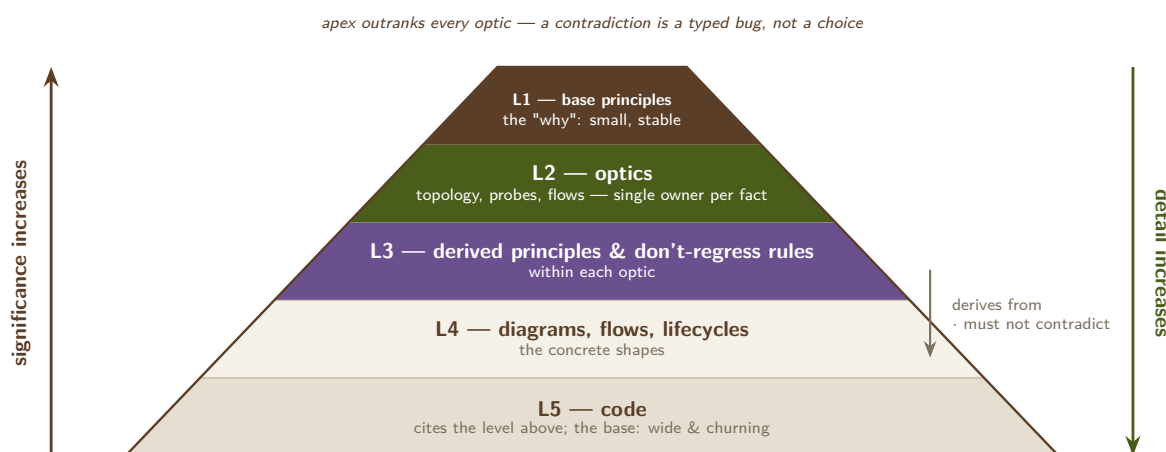 apex outranks every optic — a contradiction is a typed bug, not a choice
L1 — base principles
the "why": small, stable
L2 — optics
topology, probes, flows — single owner per fact
L3 — derived principles & don't-regress rules
within each optic
L4 — diagrams, flows, lifecycles
the concrete shapes
L5 — code
cites the level above; the base: wide & churning
significance increases
derives from
· must not contradict
detail increases